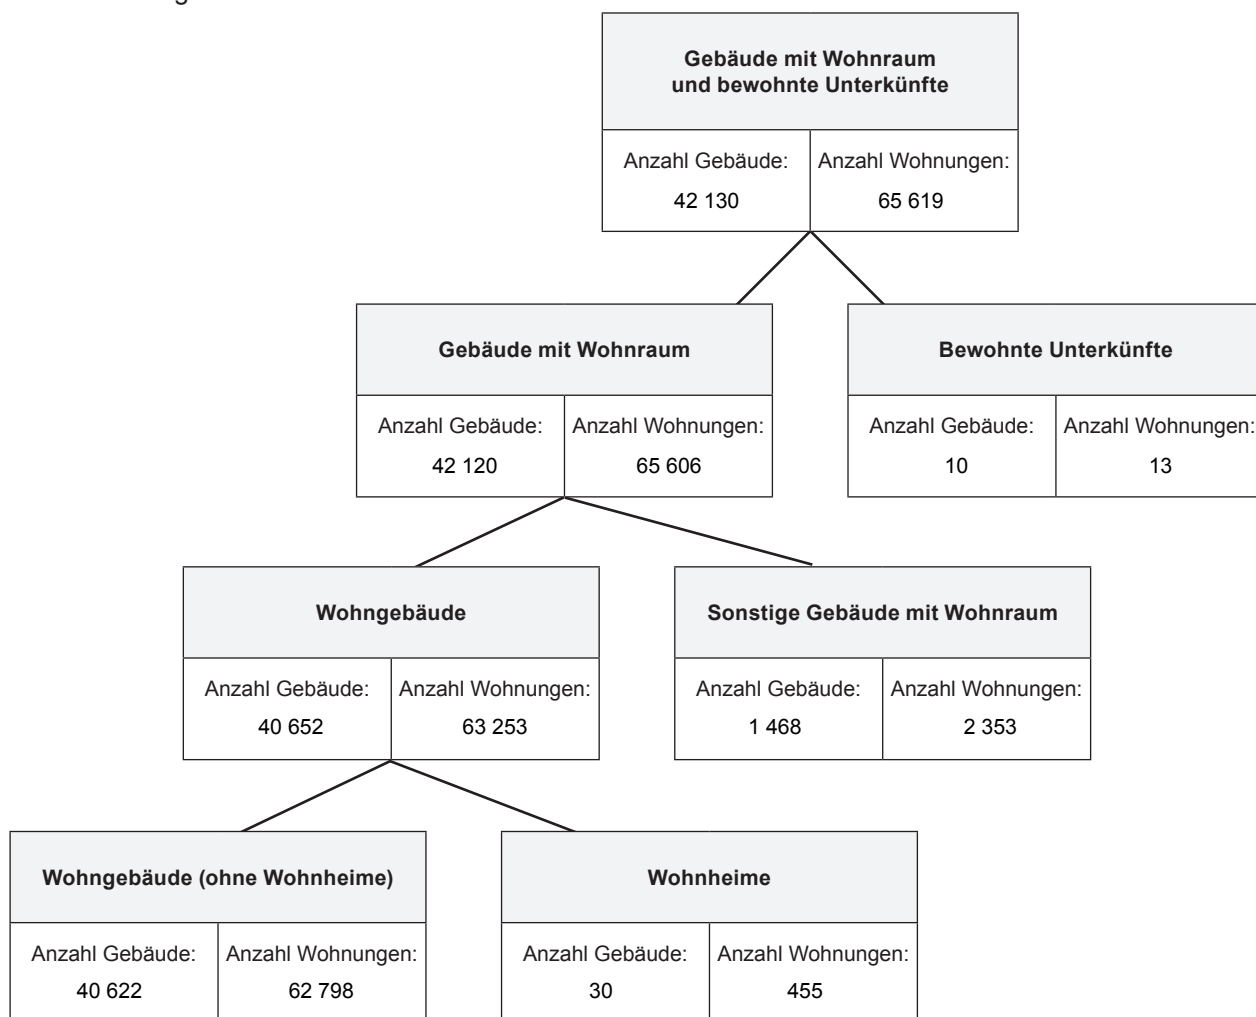 Gebäude mit Wohnraum
und bewohnte Unterkünfte
Anzahl Gebäude: Anzahl Wohnungen:
42 130 65 619
Gebäude mit Wohnraum
Anzahl Gebäude: Anzahl Wohnungen:
42 120 65 606
Bewohnte Unterkünfte
Anzahl Gebäude: Anzahl Wohnungen:
10 13
Wohngebäude
Anzahl Gebäude: Anzahl Wohnungen:
40 652 63 253
Sonstige Gebäude mit Wohnraum
Anzahl Gebäude: Anzahl Wohnungen:
1 468 2 353
Wohngebäude (ohne Wohnheime)
Anzahl Gebäude: Anzahl Wohnungen:
40 622 62 798
Wohnheime
Anzahl Gebäude: Anzahl Wohnungen:
30 455